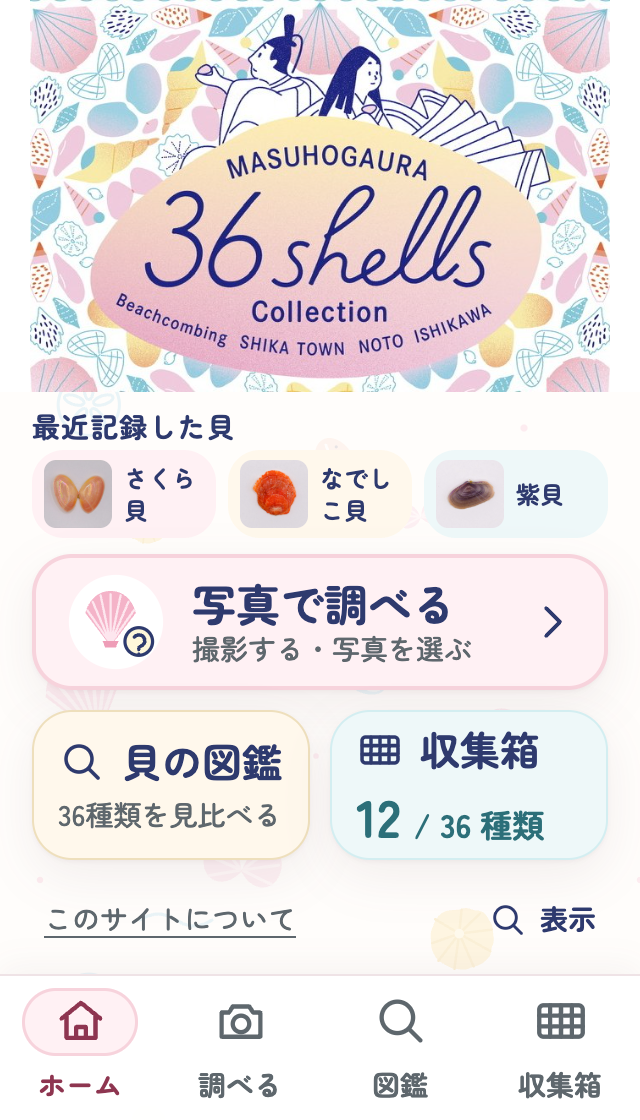 MASUHOGAURA
36 shells
Collection
Beachcombing SHIKA TOWN NOTO ISHIKAWA
最近記録した貝
さくら
貝
なでし
こ貝
紫貝
写真で調べる
撮影する・写真を選ぶ
貝の図鑑
36種類を見比べる
収集箱
12 / 36 種類
このサイトについて
表示
ホーム
調べる
図鑑
収集箱